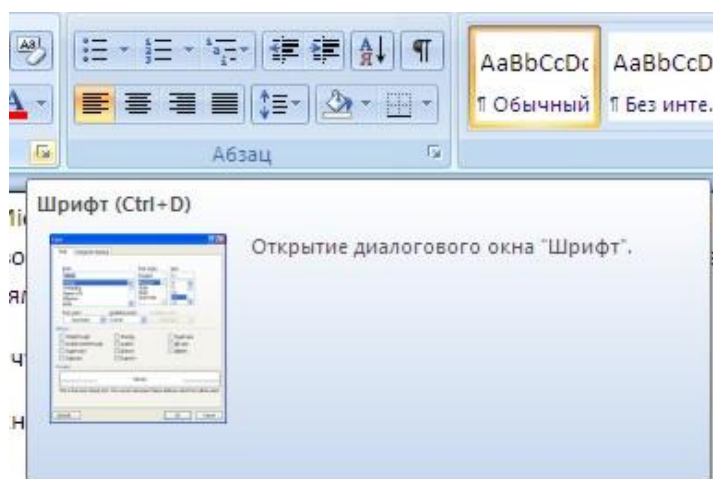 AaBbCcDc AaBbCcD
¶ Обычный ¶ Без инте.
Абзац
Шрифт (Ctrl+D)
Открытие диалогового окна "Шрифт".